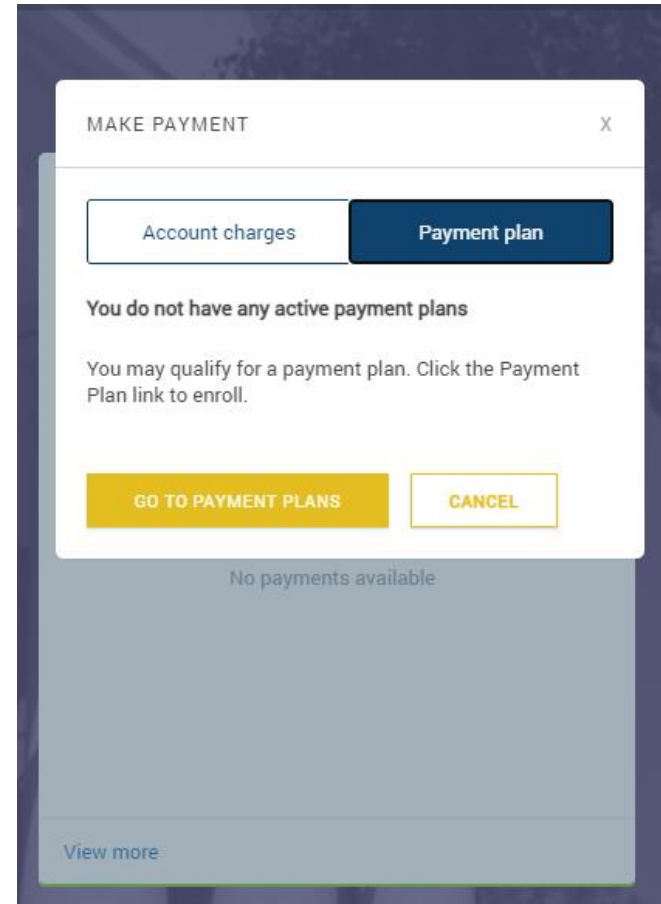 MAKE PAYMENT X
Account charges Payment plan
You do not have any active payment plans
You may qualify for a payment plan. Click the Payment
Plan link to enroll.
GO TO PAYMENT PLANS CANCEL
No payments available
View more